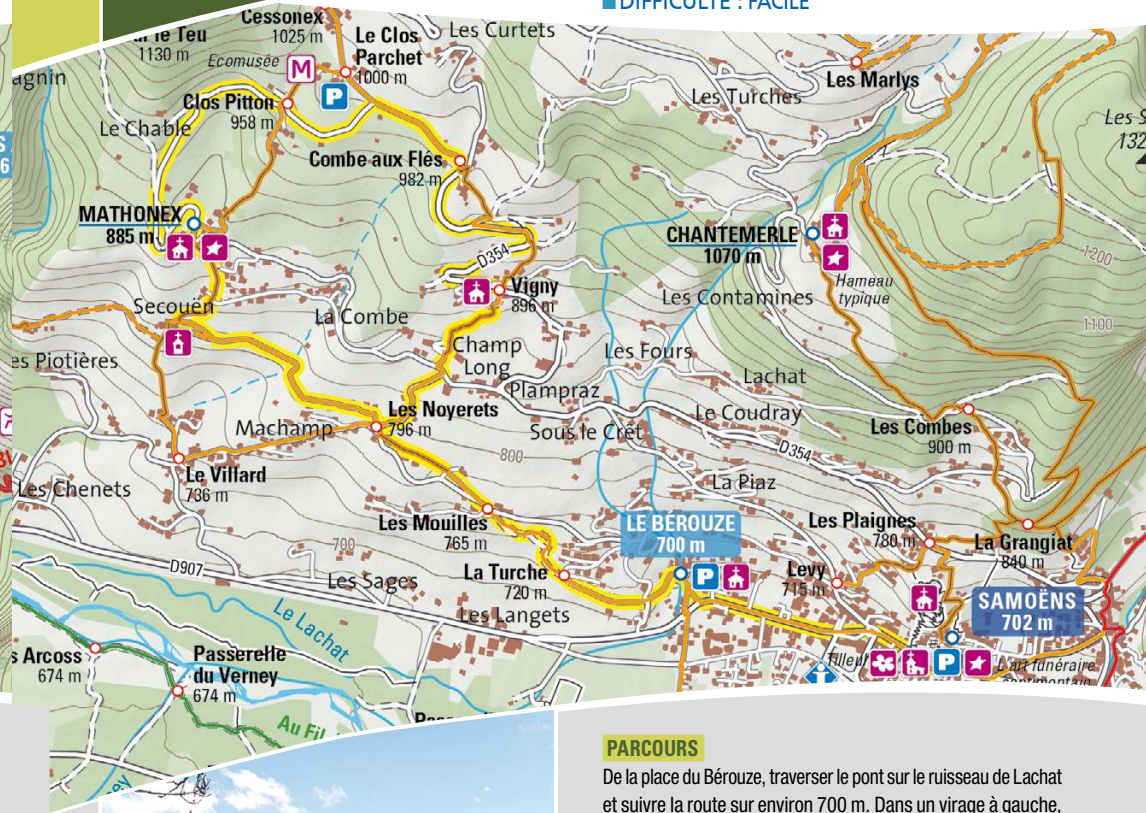 DIFFICULTÉ : FACILE
Cessonex
1025 m
le Teu
1130 m
Ecomusée
M
Le Clos
Parchet
1000 m
P
Les Curtets
Les Marlys
Les Turches
Clos Pitton
958 m
Le Chable
Combe aux Flés
982 m
MATHONEX
885 m
CHANTEMERLE
1070 m
Hameau
typique
1200
1100
D354
Vigny
896 m
Les Contamines
Secouën
La Combe
Champ
Long
Les Fours
Plampraz
Lachat
Les Noyerets
796 m
Machamp
Sous le Crêt
Le Coudray
Les Combes
900 m
D354
800
Le Villard
736 m
Les Chenets
La Piaz
Les Mouilles
765 m
LE BÉROUZE
700 m
P
Les Plaignes
780 m
La Grangiat
840 m
700
D907
Les Sages
La Turche
720 m
Les Langets
Levy
715 m
SAMOËNS
702 m
Le Lachat
Tilleul
P
L'art funéraire
Arcoss
674 m
Passerelle
du Verney
674 m
Au Fil
PARCOURS
De la place du Bérouze, traverser le pont sur le ruisseau de Lachat
et suivre la route sur environ 700 m. Dans un virage à gauche,